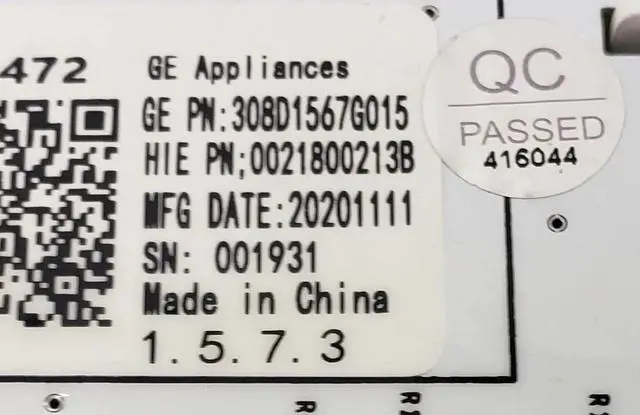 472
GE Appliances
GE PN:308D1567G015
HIE PN;0021800213B
MFG DATE:20201111
SN: 001931
Made in China
1.5.7.3
QC
PASSED
416044
R